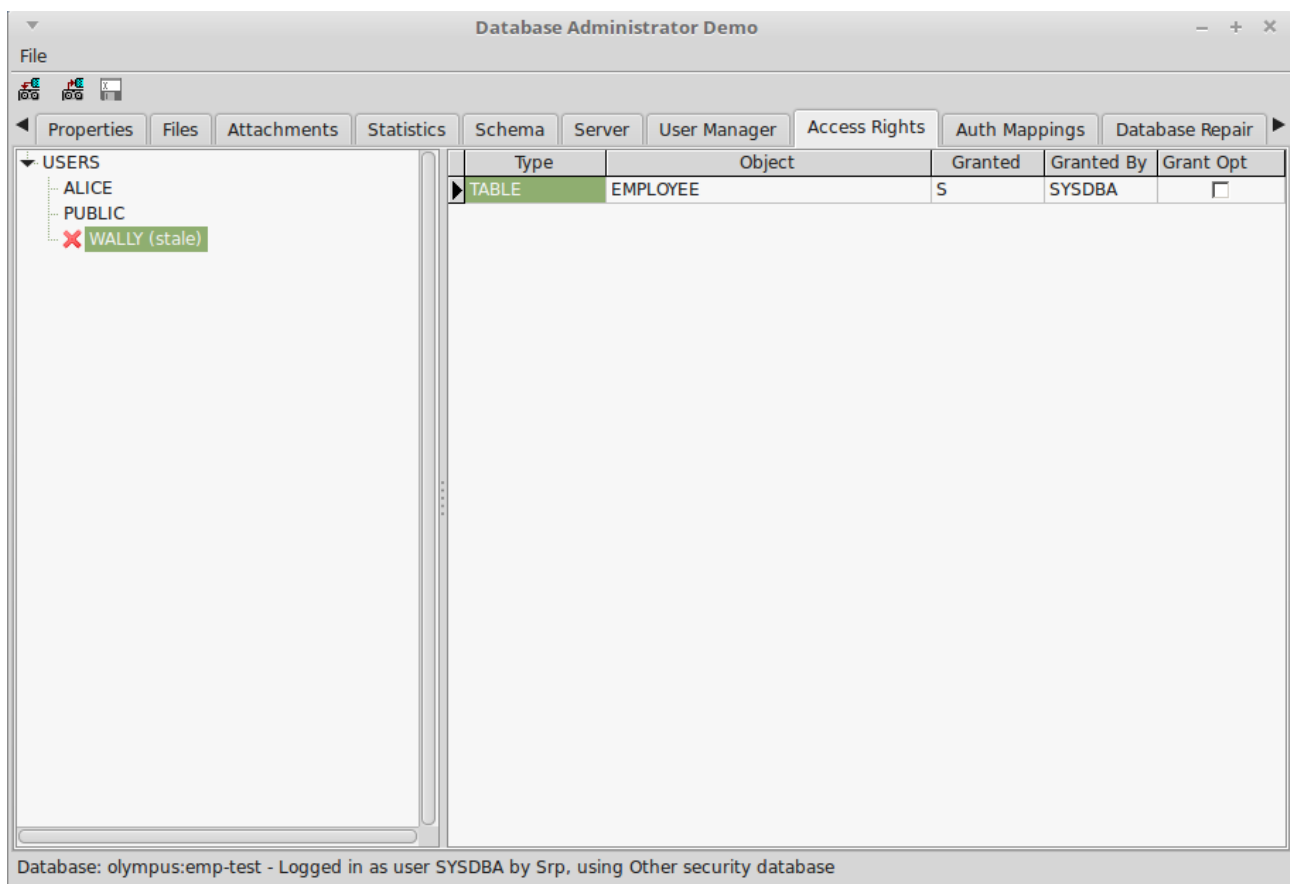 Database Administrator Demo
File
Properties Files Attachments Statistics Schema Server User Manager Access Rights Auth Mappings Database Repair
USERS
ALICE
PUBLIC
WALLY (stale)
Type Object Granted Granted By Grant Opt
TABLE EMPLOYEE S SYSDBA
Database: olympus:emp-test - Logged in as user SYSDBA by Srp, using Other security database